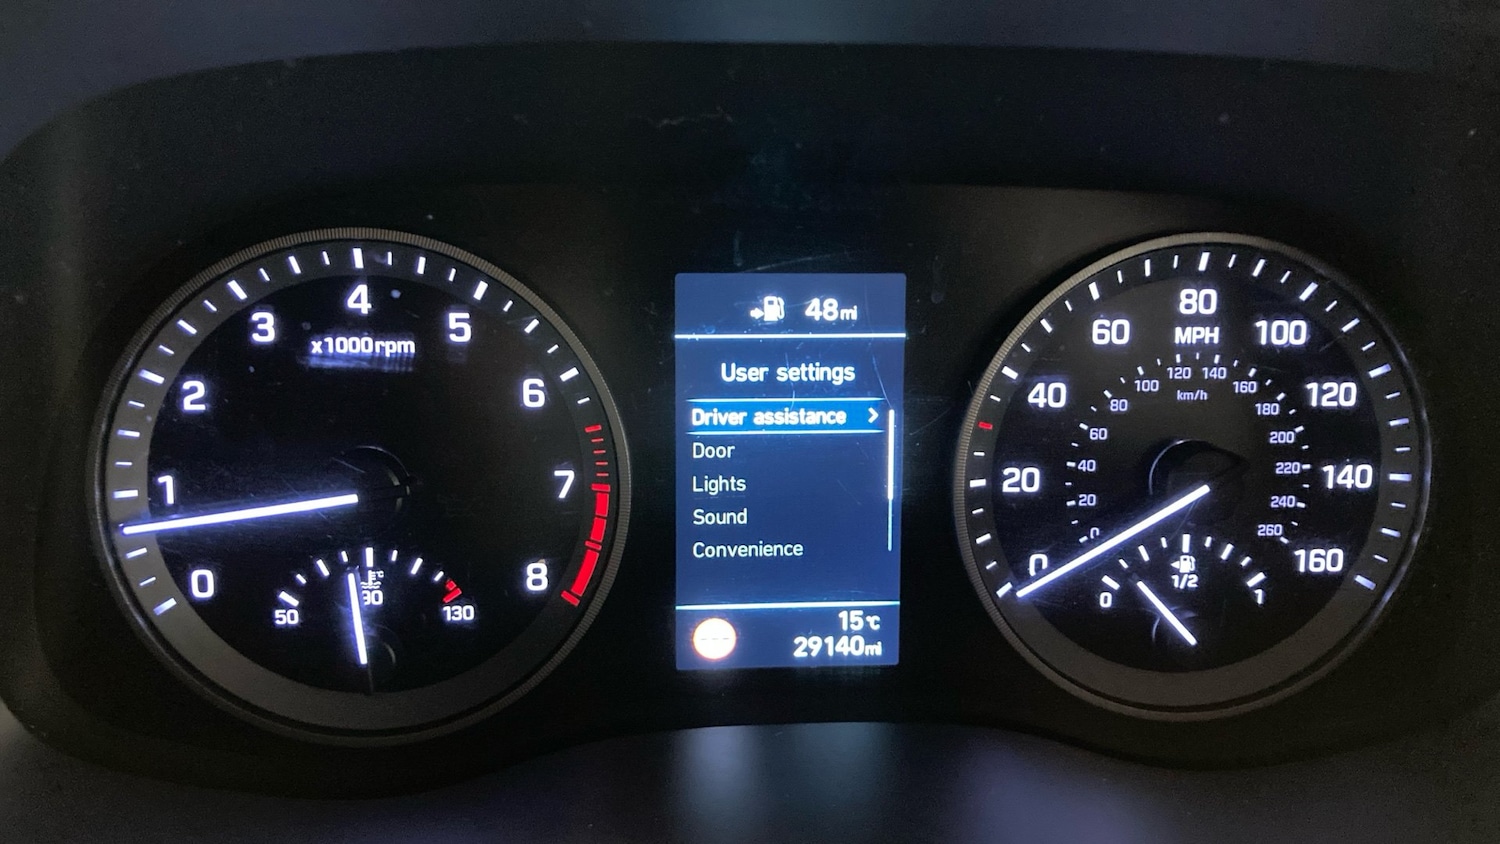 4
3
5
x1000rpm
2
6
1
7
0
8
50
90
130
°C
48mi
User settings
Driver assistance >
Door
Lights
Sound
Convenience
15°C
29140mi
80
60
MPH
100
40
120
20
140
0
160
120
140
100
160
km/h
80
180
60
200
40
220
20
240
0
260
0
1/2
1